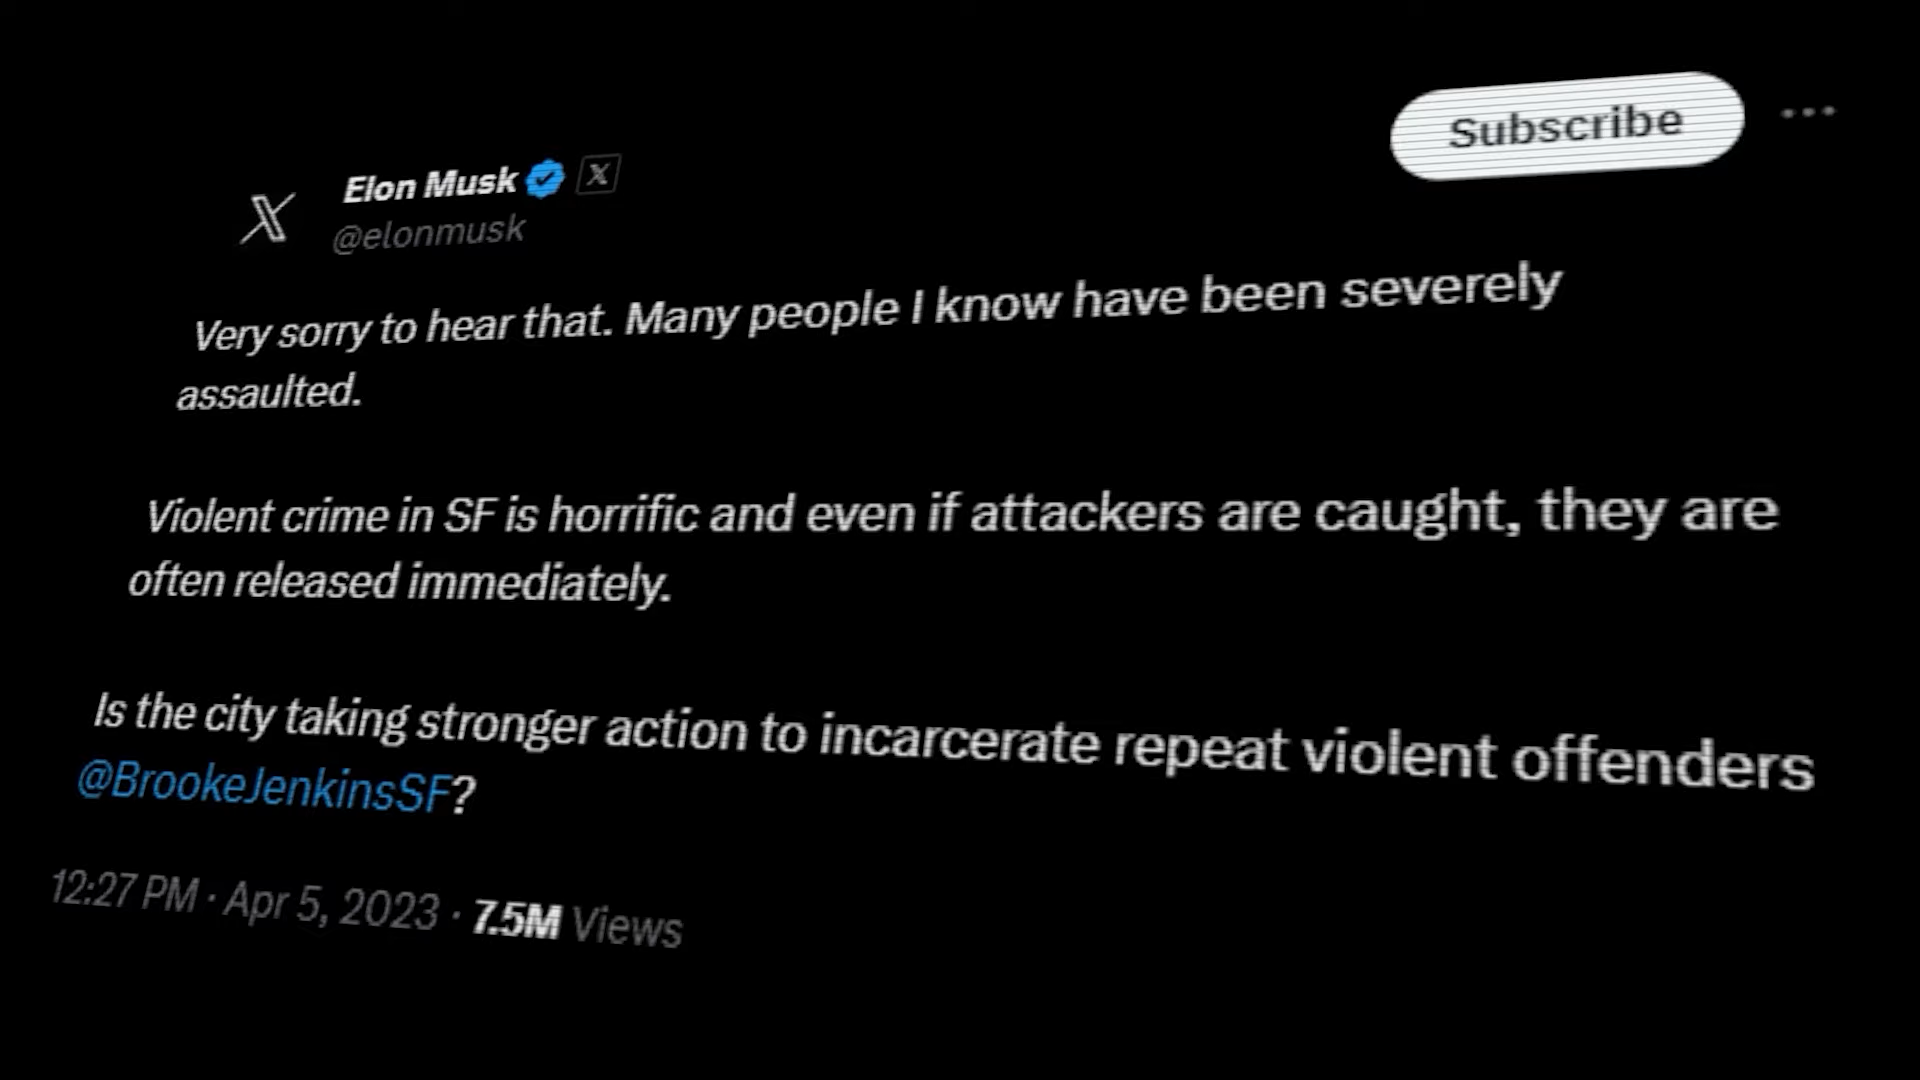 Subscribe ...
Elon Musk
@elonmusk
Very sorry to hear that. Many people I know have been severely
assaulted.
Violent crime in SF is horrific and even if attackers are caught, they are
often released immediately.
Is the city taking stronger action to incarcerate repeat violent offenders
@BrookeJenkinsSF?
12:27 PM · Apr 5, 2023 · 7.5M Views